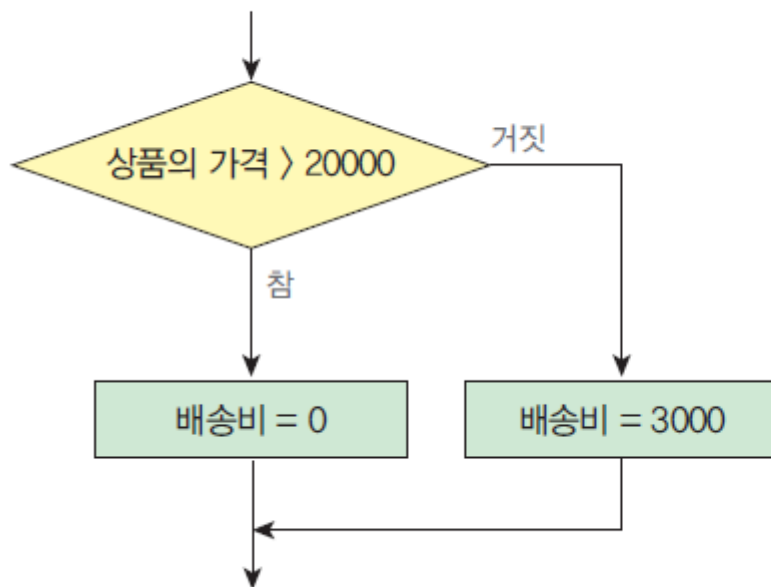 상품의 가격 > 20000
거짓
참
배송비 = 0
배송비 = 3000